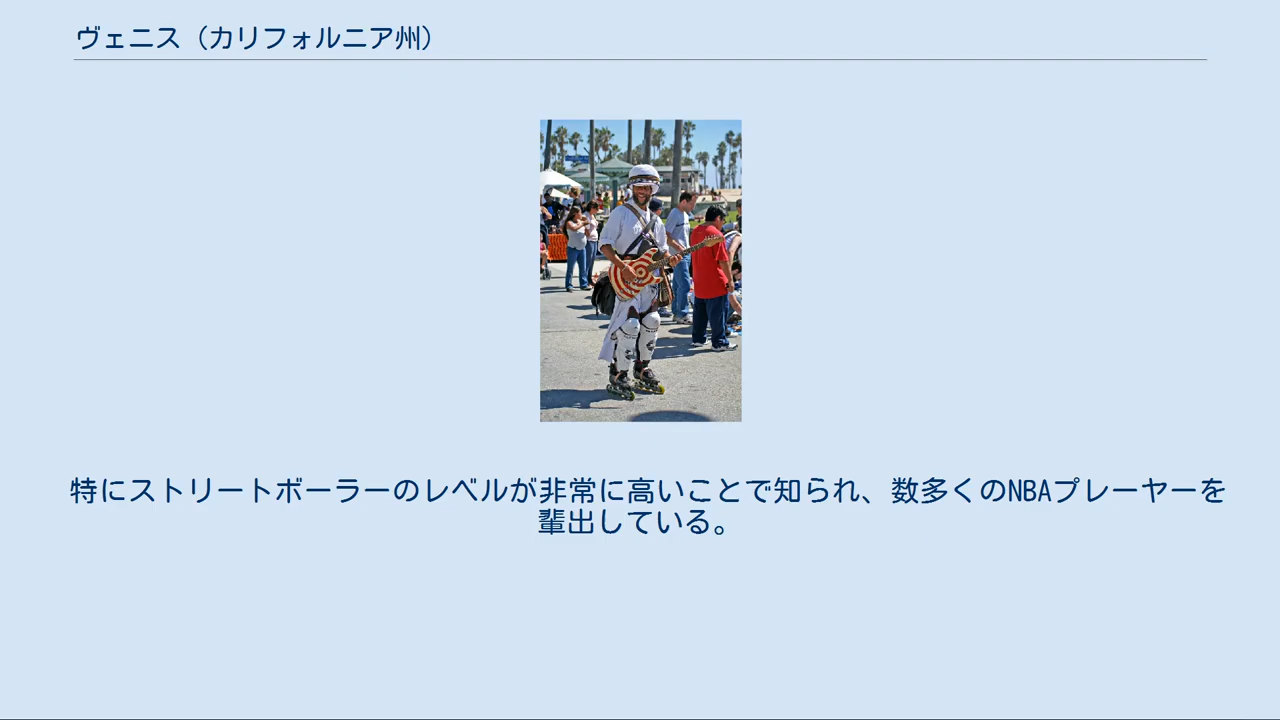 ヴェニス（カリフォルニア州）
特にストリートボーラーのレベルが非常に高いことで知られ、数多くのNBAプレーヤーを
輩出している。